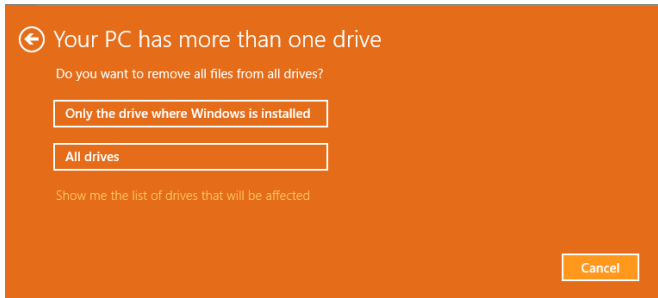 Your PC has more than one drive
Do you want to remove all files from all drives?
Only the drive where Windows is installed
All drives
Show me the list of drives that will be affected
Cancel